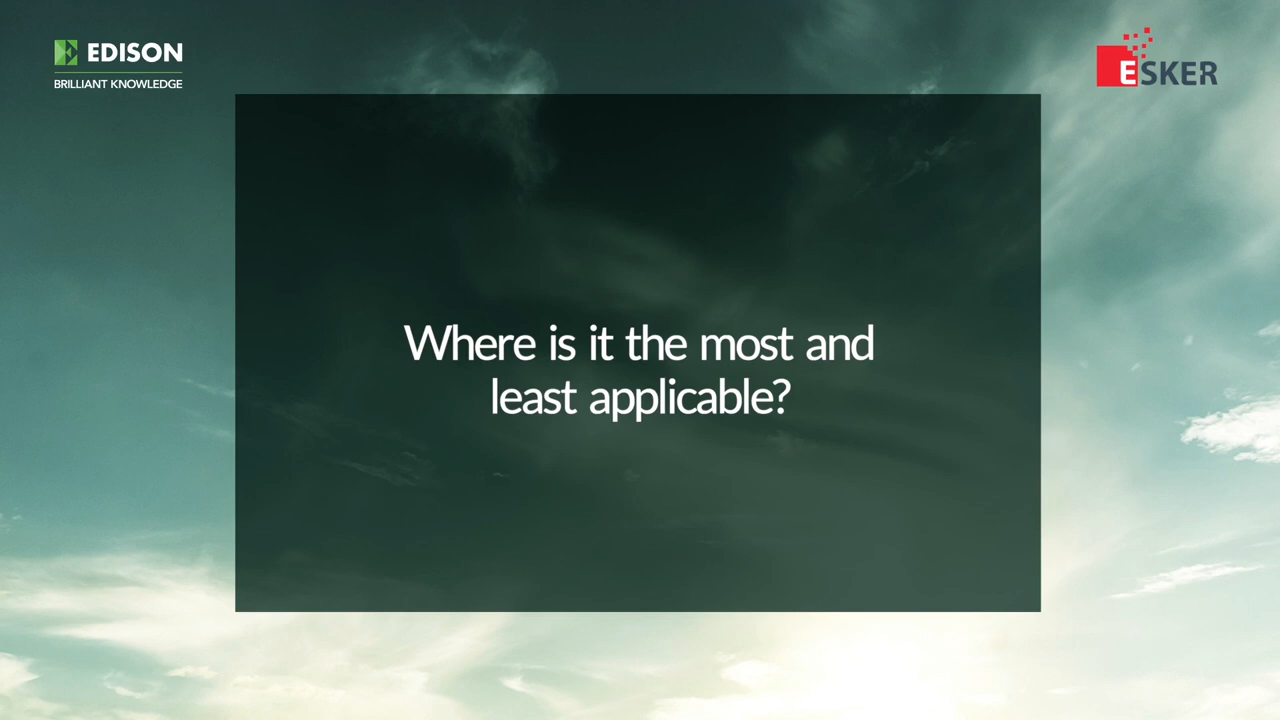 EDISON
BRILLIANT KNOWLEDGE
ESKER
Where is it the most and
least applicable?